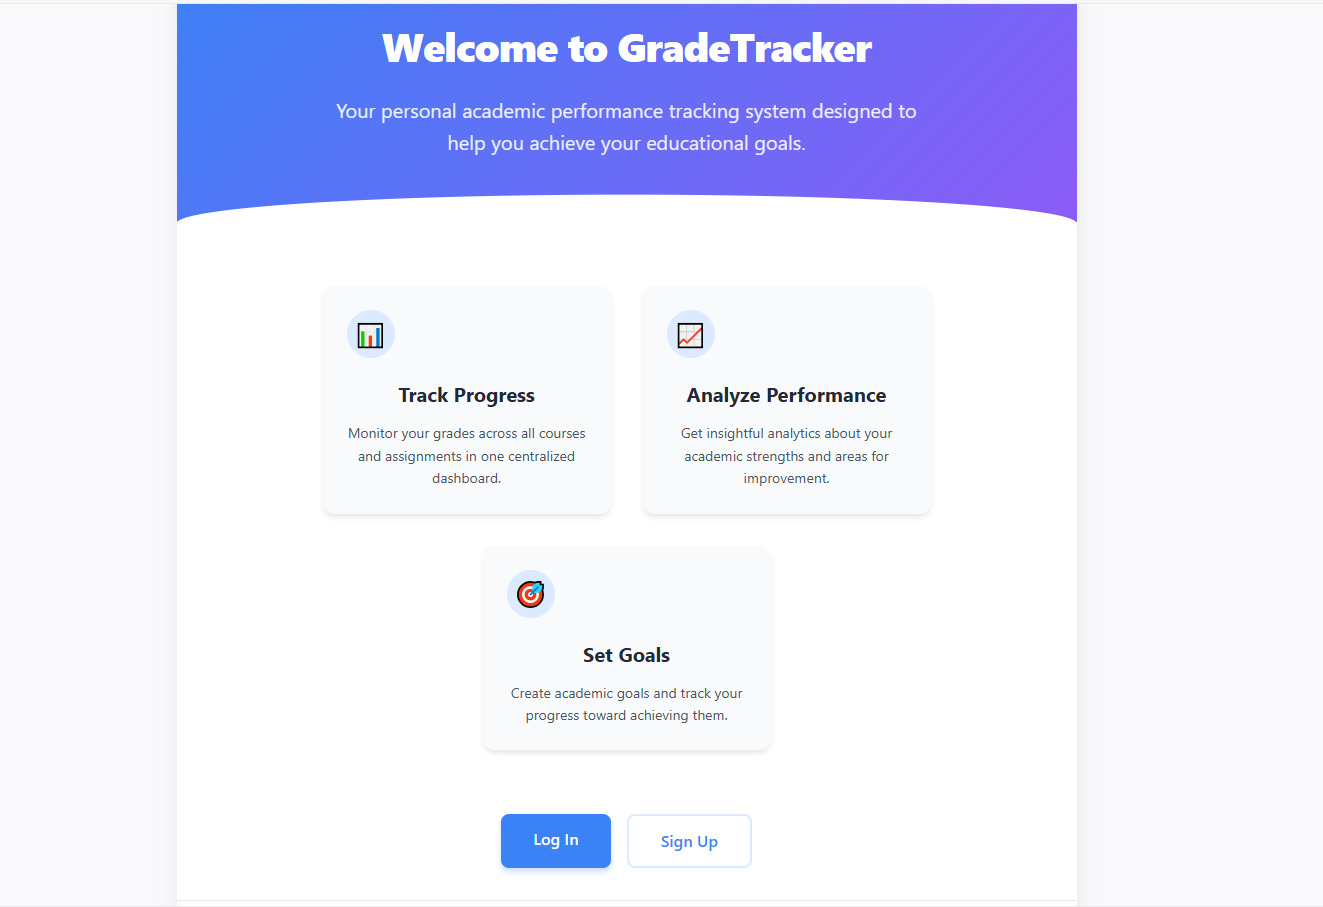 Welcome to GradeTracker
Your personal academic performance tracking system designed to
help you achieve your educational goals.
Track Progress
Monitor your grades across all courses
and assignments in one centralized
dashboard.
Analyze Performance
Get insightful analytics about your
academic strengths and areas for
improvement.
Set Goals
Create academic goals and track your
progress toward achieving them.
Log In
Sign Up